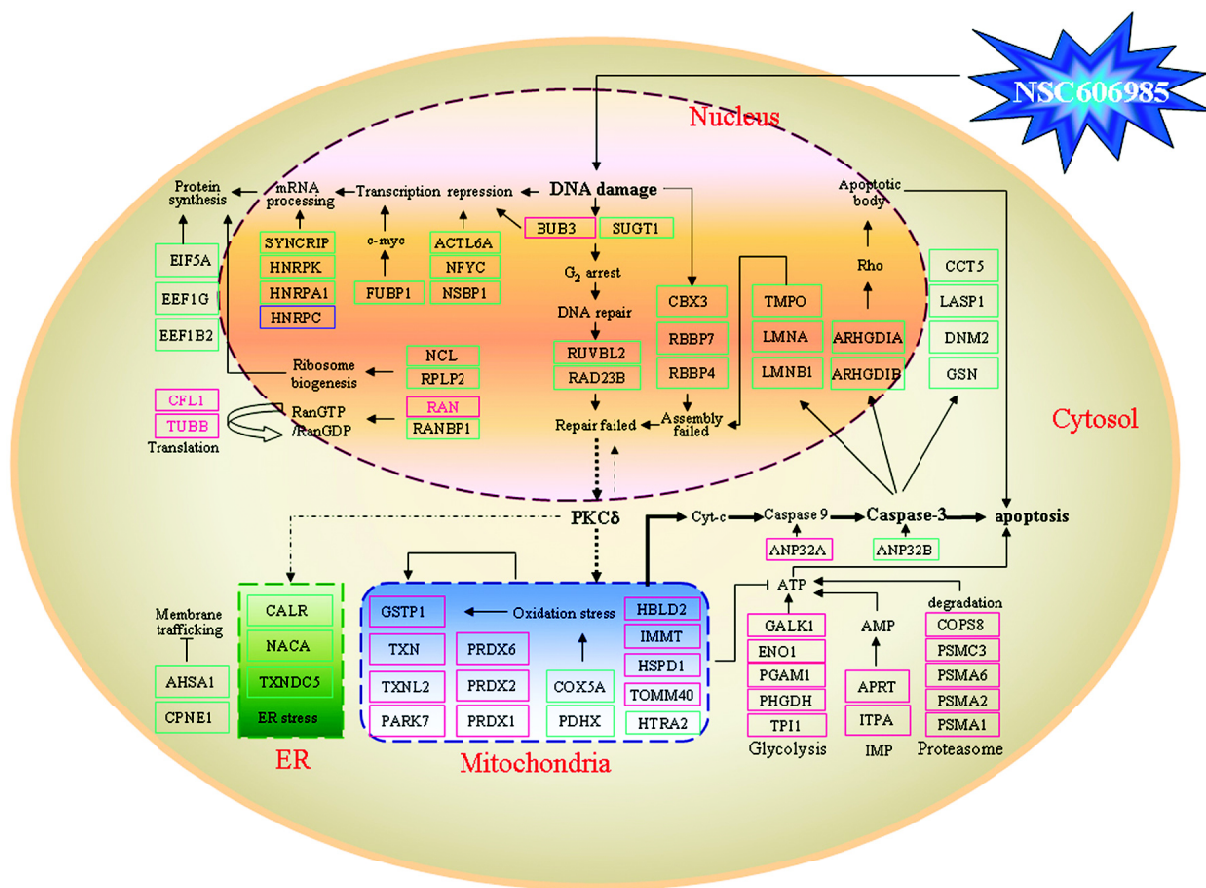 NSC606985
Nucleus
Protein
synthesis
mRNA
processing
Transcription repression
DNA damage
Apoptotic
body
EIF5A
EEF1G
EEF1B2
SYNCRIP
HNRPK
HNRPA1
HNRPC
c-myc
FUBP1
ACTL6A
NFYC
NSBP1
BUB3
SUGT1
G2 arrest
DNA repair
RUVBL2
RAD23B
Repair failed
CBX3
RBBP7
RBBP4
Assembly
failed
TMPO
LMNA
LMNB1
Rho
ARHGDIA
ARHGDIB
CCT5
LASP1
DNM2
GSN
Ribosome
biogenesis
NCL
RPLP2
CFL1
TUBB
Translation
RanGTP
/RanGDP
RAN
RANBP1
Cytosol
PKCδ
Cyt-c
Caspase 9
Caspase-3
apoptosis
ANP32A
ANP32B
Membrane
trafficking
AHSA1
CPNE1
CALR
NACA
TXNDC5
ER stress
ER
GSTP1
TXN
TXNL2
PARK7
Oxidation stress
PRDX6
PRDX2
PRDX1
COX5A
PDHX
HBLD2
IMMT
HSPD1
TOMM40
HTRA2
Mitochondria
ATP
GALK1
ENO1
PGAM1
PHGDH
TPI1
Glycolysis
AMP
APRT
ITPA
IMP
degradation
COPS8
PSMC3
PSMA6
PSMA2
PSMA1
Proteasome